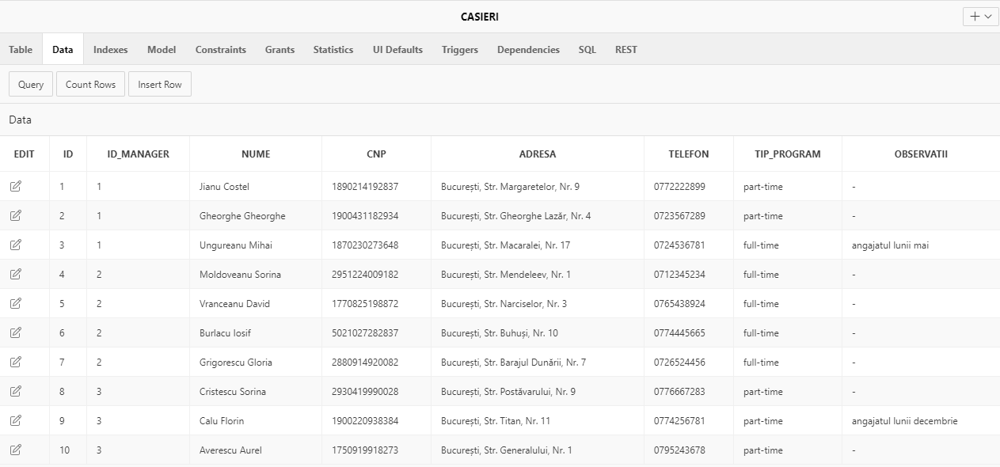 CASIERI
Table Data Indexes Model Constraints Grants Statistics UI Defaults Triggers Dependencies SQL REST
Query Count Rows Insert Row
Data
EDIT ID ID_MANAGER NUME CNP ADRESA TELEFON TIP_PROGRAM OBSERVATII
1 1 Jianu Costel 1890214192837 București, Str. Margaretelor, Nr. 9 0772222899 part-time -
2 1 Gheorghe Gheorghe 1900431182934 București, Str. Gheorghe Lazăr, Nr. 4 0723567289 part-time -
3 1 Ungureanu Mihai 1870230273648 București, Str. Macaralei, Nr. 17 0724536781 full-time angajatul lunii mai
4 2 Moldoveanu Sorina 2951224009182 București, Str. Mendeleev, Nr. 1 0712345234 full-time -
5 2 Vranceanu David 1770825198872 București, Str. Narciselor, Nr. 3 0765438924 full-time -
6 2 Burlacu Iosif 5021027282837 București, Str. Buhuși, Nr. 10 0774445665 full-time -
7 2 Grigorescu Gloria 2880914920082 București, Str. Barajul Dunării, Nr. 7 0726524456 full-time -
8 3 Cristescu Sorina 2930419990028 București, Str. Postăvarului, Nr. 9 0776667283 part-time -
9 3 Calu Florin 1900220938384 București, Str. Titan, Nr. 11 0774256781 part-time angajatul lunii decembrie
10 3 Averescu Aurel 1750919918273 București, Str. Generalului, Nr. 1 0795243678 part-time -